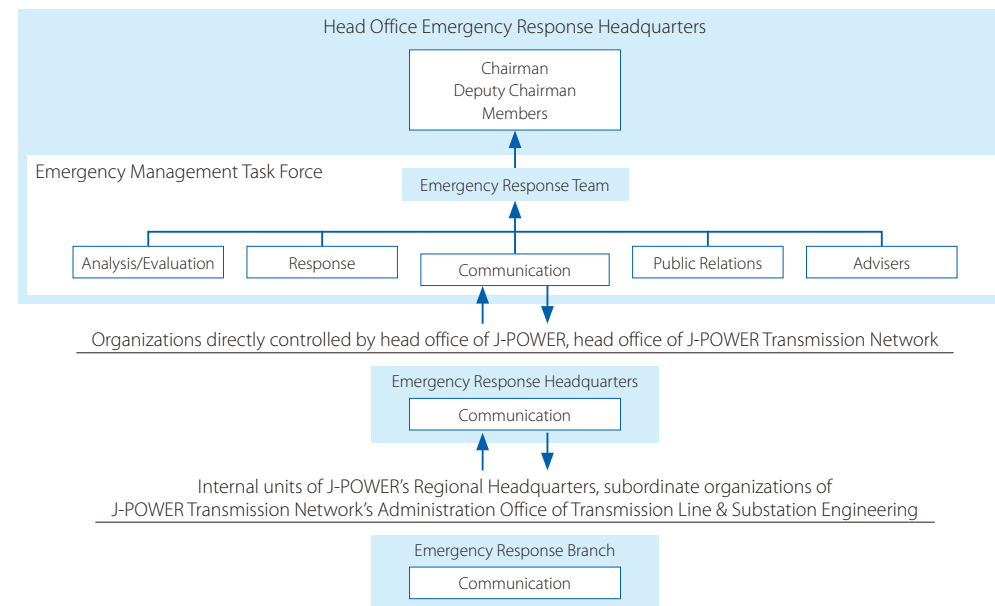 Head Office Emergency Response Headquarters
Chairman
Deputy Chairman
Members
Emergency Management Task Force
Emergency Response Team
Analysis/Evaluation
Response
Communication
Public Relations
Advisers
Organizations directly controlled by head office of J-POWER, head office of J-POWER Transmission Network
Emergency Response Headquarters
Communication
Internal units of J-POWER’s Regional Headquarters, subordinate organizations of
J-POWER Transmission Network’s Administration Office of Transmission Line & Substation Engineering
Emergency Response Branch
Communication